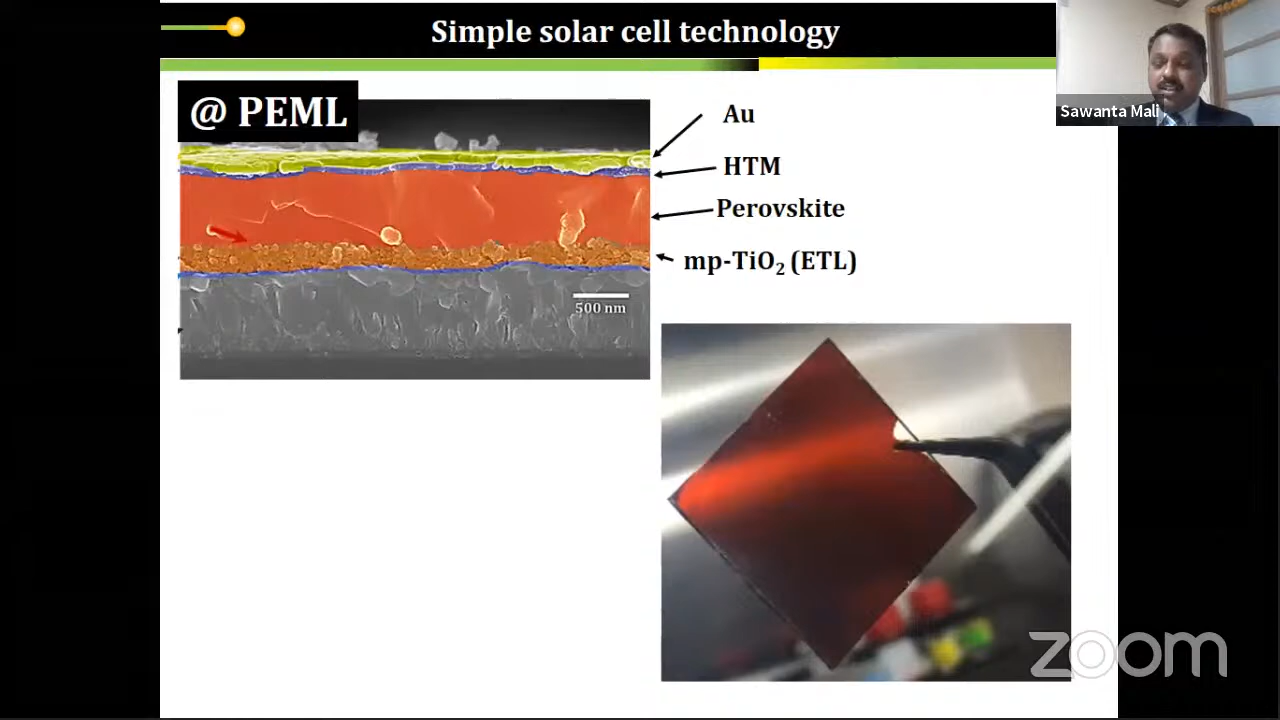 Simple solar cell technology
Sawanta Mali
@ PEML
Au
HTM
Perovskite
mp-TiO₂ (ETL)
500 nm
zoom